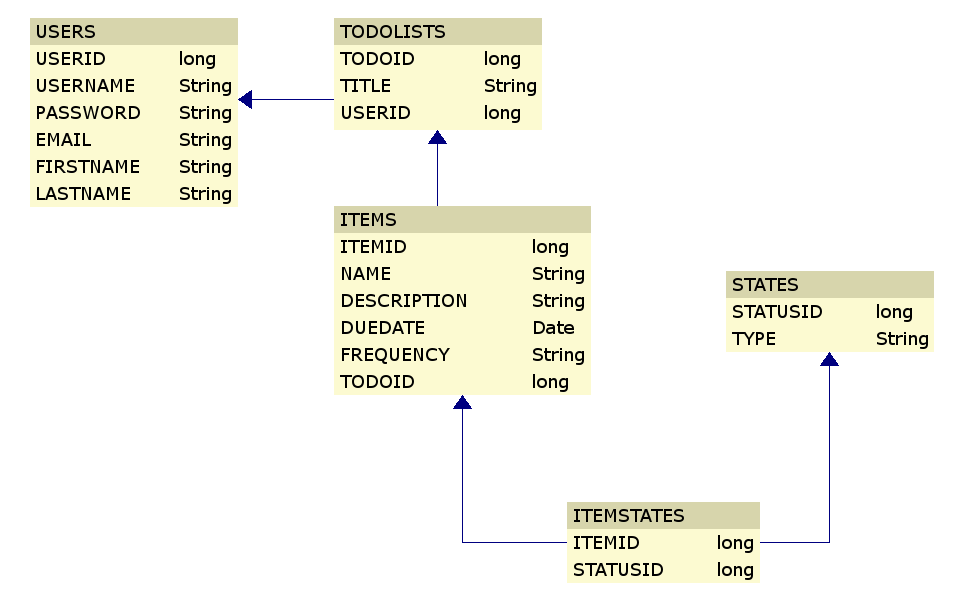 USERS
USERID long
USERNAME String
PASSWORD String
EMAIL String
FIRSTNAME String
LASTNAME String
TODOLISTS
TODOID long
TITLE String
USERID long
ITEMS
ITEMID long
NAME String
DESCRIPTION String
DUEDATE Date
FREQUENCY String
TODOID long
STATES
STATUSID long
TYPE String
ITEMSTATES
ITEMID long
STATUSID long